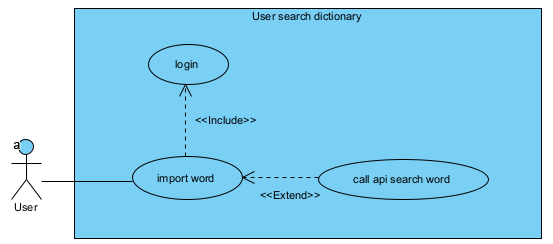 User search dictionary
login
<<Include>>
a
import word
call api search word
<<Extend>>
User